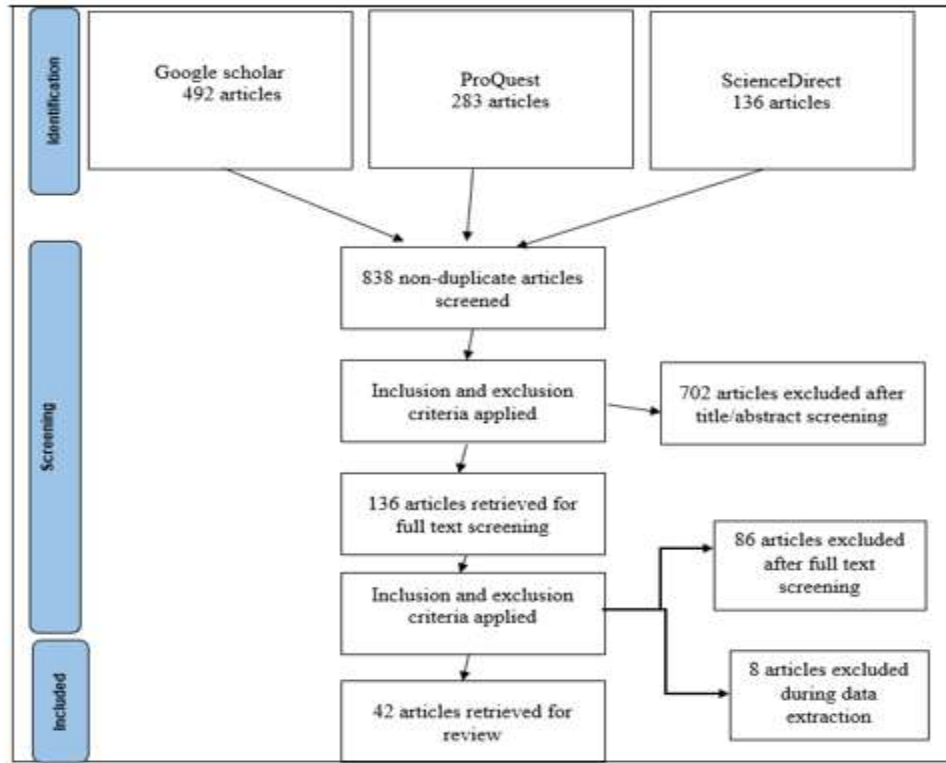 Identification
Google scholar
492 articles
ProQuest
283 articles
ScienceDirect
136 articles
Screening
838 non-duplicate articles
screened
Inclusion and exclusion
criteria applied
702 articles excluded after
title/abstract screening
136 articles retrieved for
full text screening
86 articles excluded
after full text
screening
Inclusion and exclusion
criteria applied
8 articles excluded
during data
extraction
Included
42 articles retrieved for
review